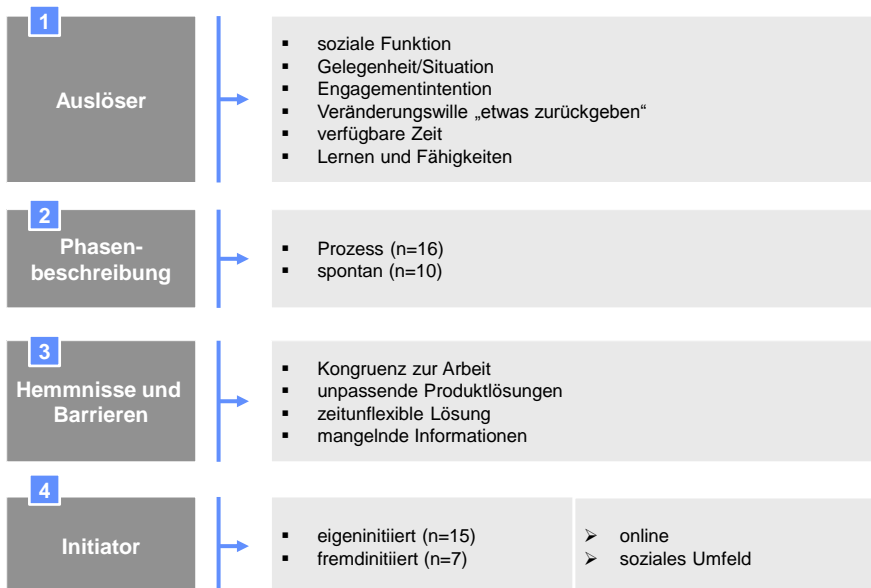 1
Auslöser
▪ soziale Funktion
▪ Gelegenheit/Situation
▪ Engagementintention
▪ Veränderungswille „etwas zurückgeben“
▪ verfügbare Zeit
▪ Lernen und Fähigkeiten
2
Phasen-
beschreibung
▪ Prozess (n=16)
▪ spontan (n=10)
3
Hemmnisse und
Barrieren
▪ Kongruenz zur Arbeit
▪ unpassende Produktlösungen
▪ zeitunflexible Lösung
▪ mangelnde Informationen
4
Initiator
▪ eigeninitiiert (n=15)
▪ fremdinitiiert (n=7)
➢ online
➢ soziales Umfeld